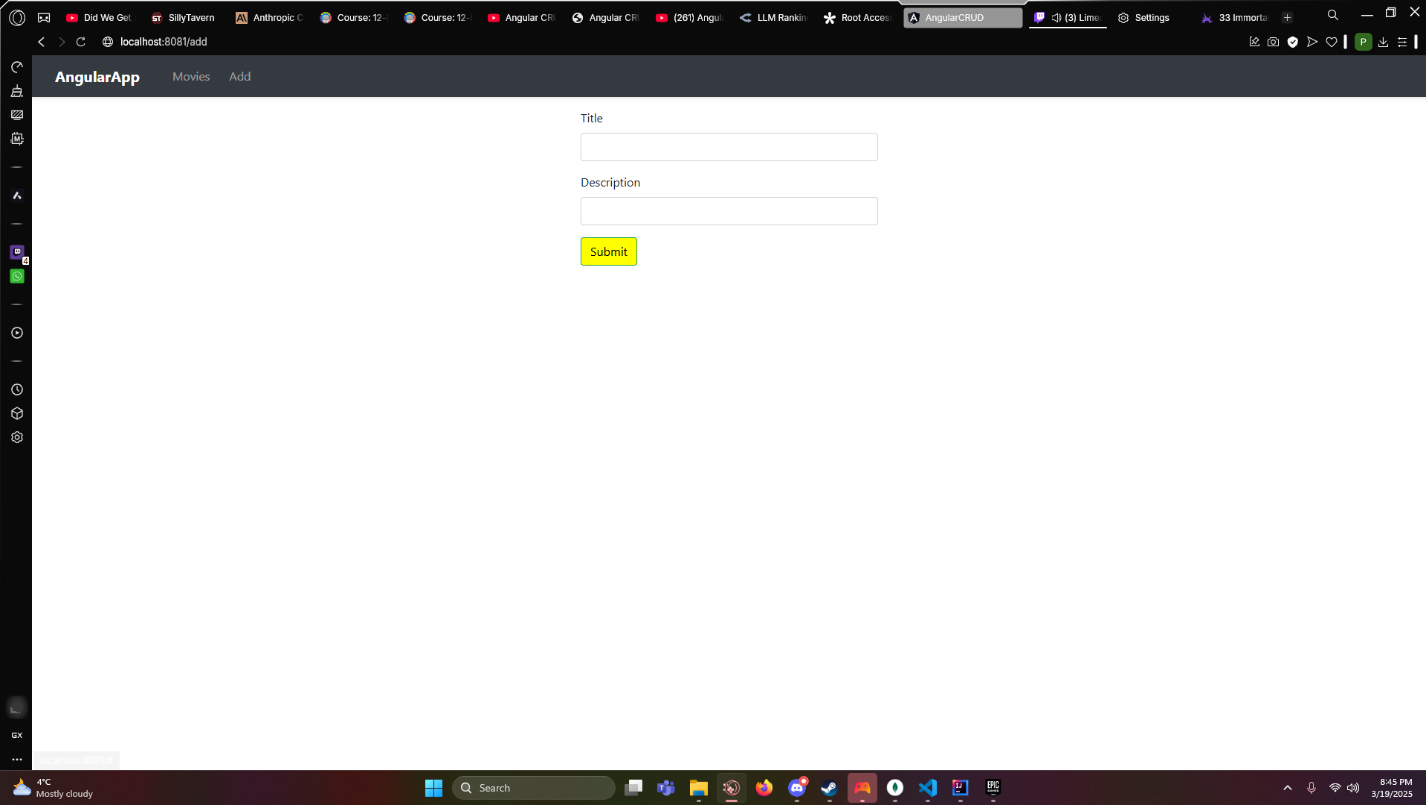 Did We Get
SillyTavern
Anthropic C
Course: 12-
Course: 12-
Angular CR
Angular CR
(261) Angul
LLM Rankin
Root Acces
AngularCRUD
(3) Lime
Settings
33 Immorta
localhost:8081/add
P
AngularApp Movies Add
Title
Description
Submit
4
GX
4°C
Mostly cloudy
Search
8:45 PM
3/19/2025